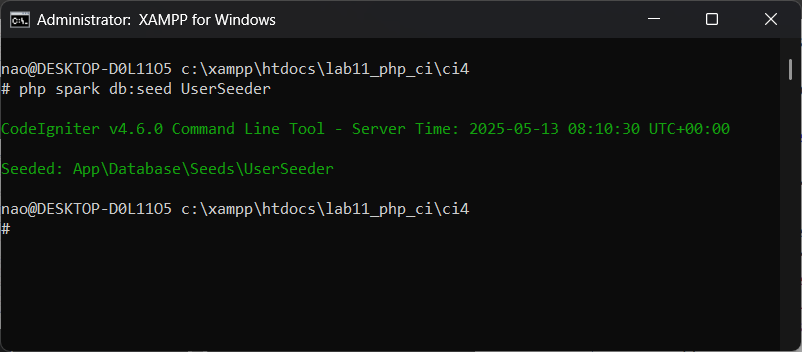 Administrator: XAMPP for Windows
nao@DESKTOP-D0L11O5 c:\xampp\htdocs\lab11_php_ci\ci4
# php spark db:seed UserSeeder
CodeIgniter v4.6.0 Command Line Tool - Server Time: 2025-05-13 08:10:30 UTC+00:00
Seeded: App\Database\Seeds\UserSeeder
nao@DESKTOP-D0L11O5 c:\xampp\htdocs\lab11_php_ci\ci4
#